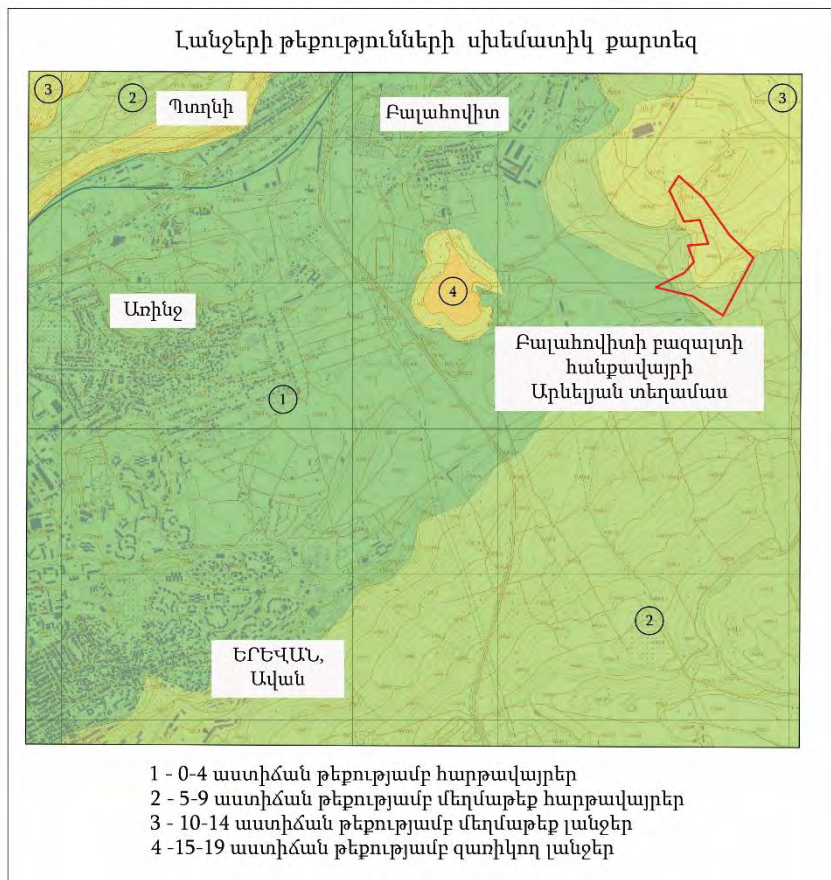 Լանջերի թեքությունների սխեմատիկ քարտեզ
3
2
Պտղնի
Բալահովիտ
3
4
Առինջ
Բալահովիտի բազալտի
հանքավայրի
Արևելյան տեղամաս
1
2
ԵՐԵՎԱՆ,
Ավան
1 - 0-4 աստիճան թեքությամբ հարթավայրեր
2 - 5-9 աստիճան թեքությամբ մեղմաթեք հարթավայրեր
3 - 10-14 աստիճան թեքությամբ մեղմաթեք լանջեր
4 -15-19 աստիճան թեքությամբ զառիկող լանջեր